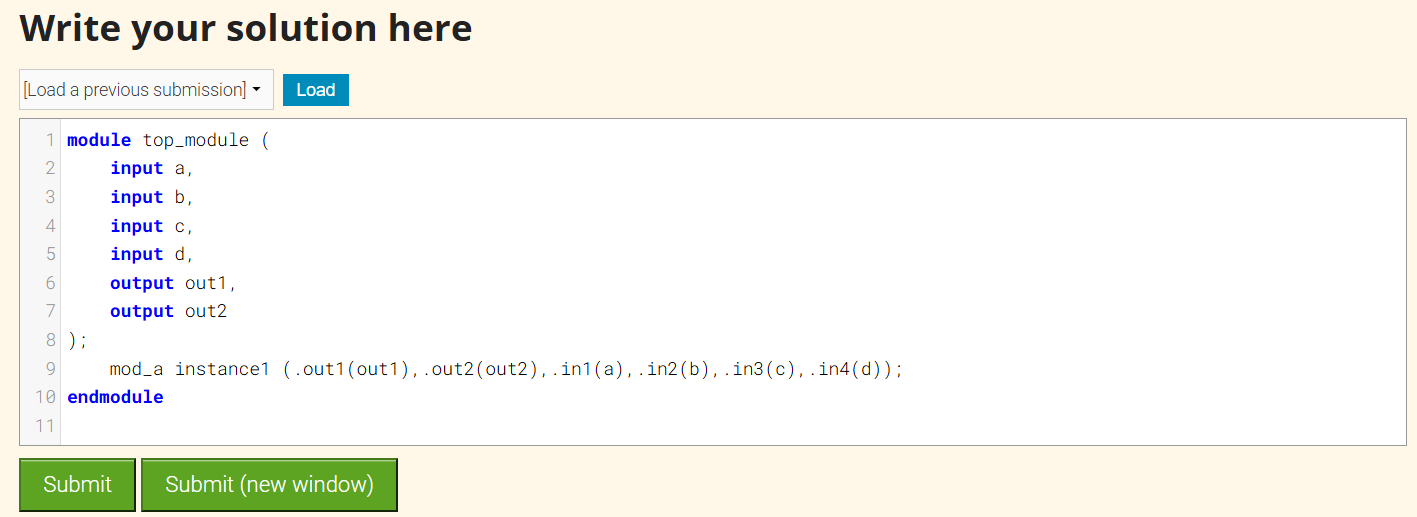 Write your solution here
[Load a previous submission] Load
1 module top_module (
2     input a,
3     input b,
4     input c,
5     input d,
6     output out1,
7     output out2
8 );
9     mod_a instance1 (.out1(out1),.out2(out2),.in1(a),.in2(b),.in3(c),.in4(d));
10 endmodule
11
Submit Submit (new window)